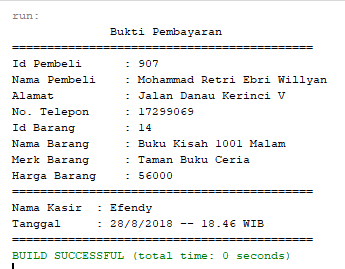 run:
Bukti Pembayaran
===========================================
Id Pembeli : 907
Nama Pembeli : Mohammad Retri Ebri Willyan
Alamat : Jalan Danau Kerinci V
No. Telepon : 17299069
Id Barang : 14
Nama Barang : Buku Kisah 1001 Malam
Merk Barang : Taman Buku Ceria
Harga Barang : 56000
===========================================
Nama Kasir : Efendy
Tanggal : 28/8/2018 -- 18.46 WIB
===========================================
BUILD SUCCESSFUL (total time: 0 seconds)